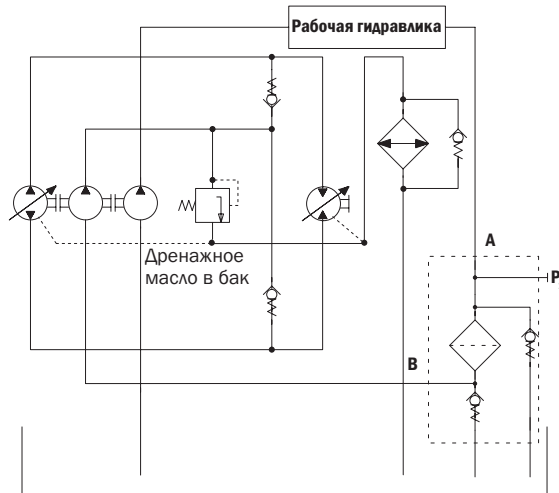 Рабочая гидравлика
A
P
Дренажное
масло в бак
B